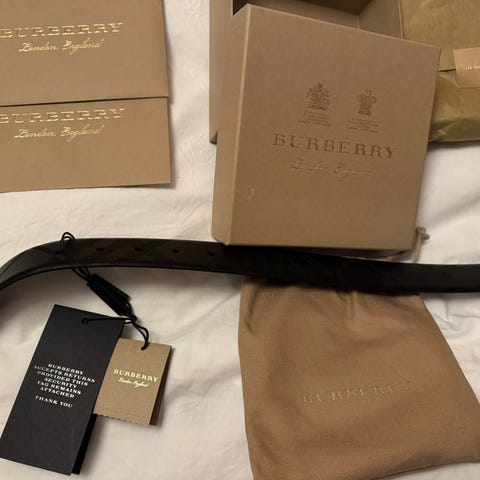 BURBERRY
London, England
BURBERRY
London, England
BURBERRY
London, England
BURBERRY
ACCEPTS RETURNS
PROVIDED THIS
SECURITY
TAG REMAINS
ATTACHED
THANK YOU
BURBERRY
London, England
BURBERRY